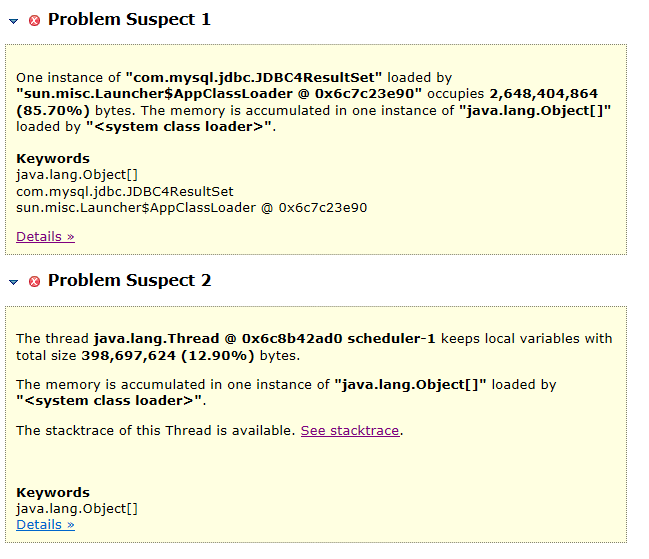 Problem Suspect 1
One instance of "com.mysql.jdbc.JDBC4ResultSet" loaded by
"sun.misc.Launcher$AppClassLoader @ 0x6c7c23e90" occupies 2,648,404,864
(85.70%) bytes. The memory is accumulated in one instance of "java.lang.Object[]"
loaded by "<system class loader>".
Keywords
java.lang.Object[]
com.mysql.jdbc.JDBC4ResultSet
sun.misc.Launcher$AppClassLoader @ 0x6c7c23e90
Details »
Problem Suspect 2
The thread java.lang.Thread @ 0x6c8b42ad0 scheduler-1 keeps local variables with
total size 398,697,624 (12.90%) bytes.
The memory is accumulated in one instance of "java.lang.Object[]" loaded by
"<system class loader>".
The stacktrace of this Thread is available. See stacktrace.
Keywords
java.lang.Object[]
Details »